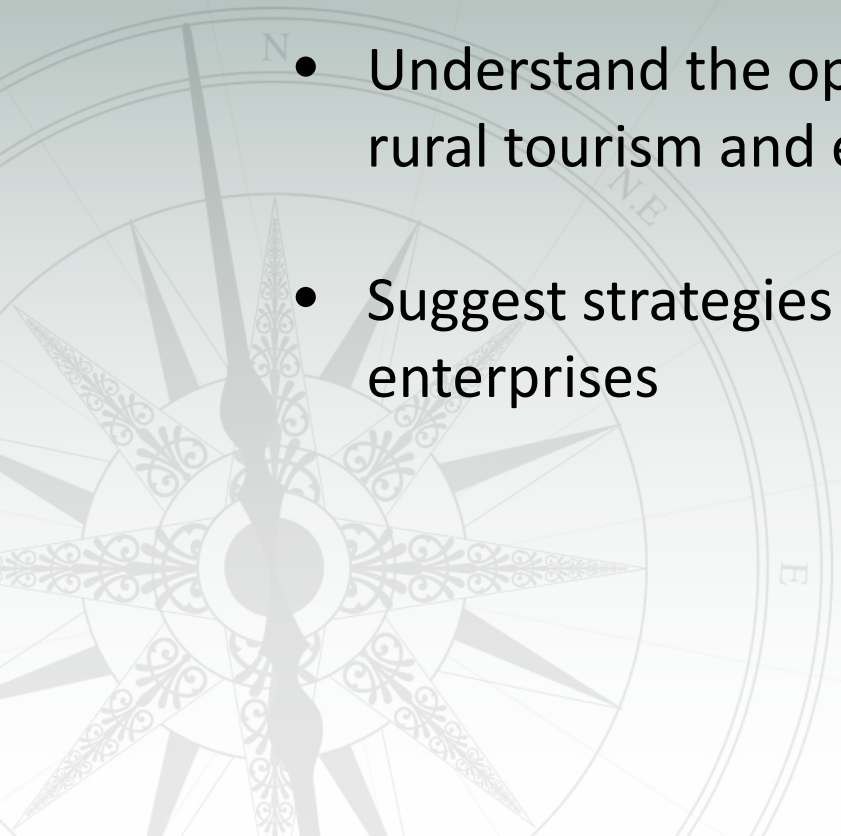 N
• Understand the op
rural tourism and
N.E
• Suggest strategies
enterprises
E